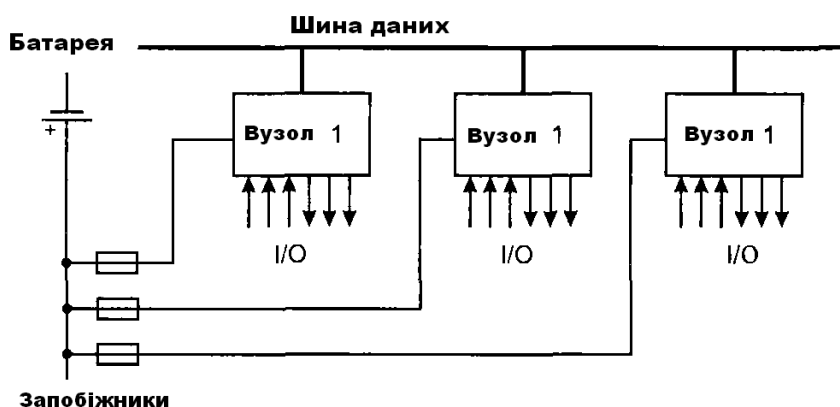 Шина даних
Батарея
+
Вузол 1
Вузол 1
Вузол 1
I/O
I/O
I/O
Запобіжники